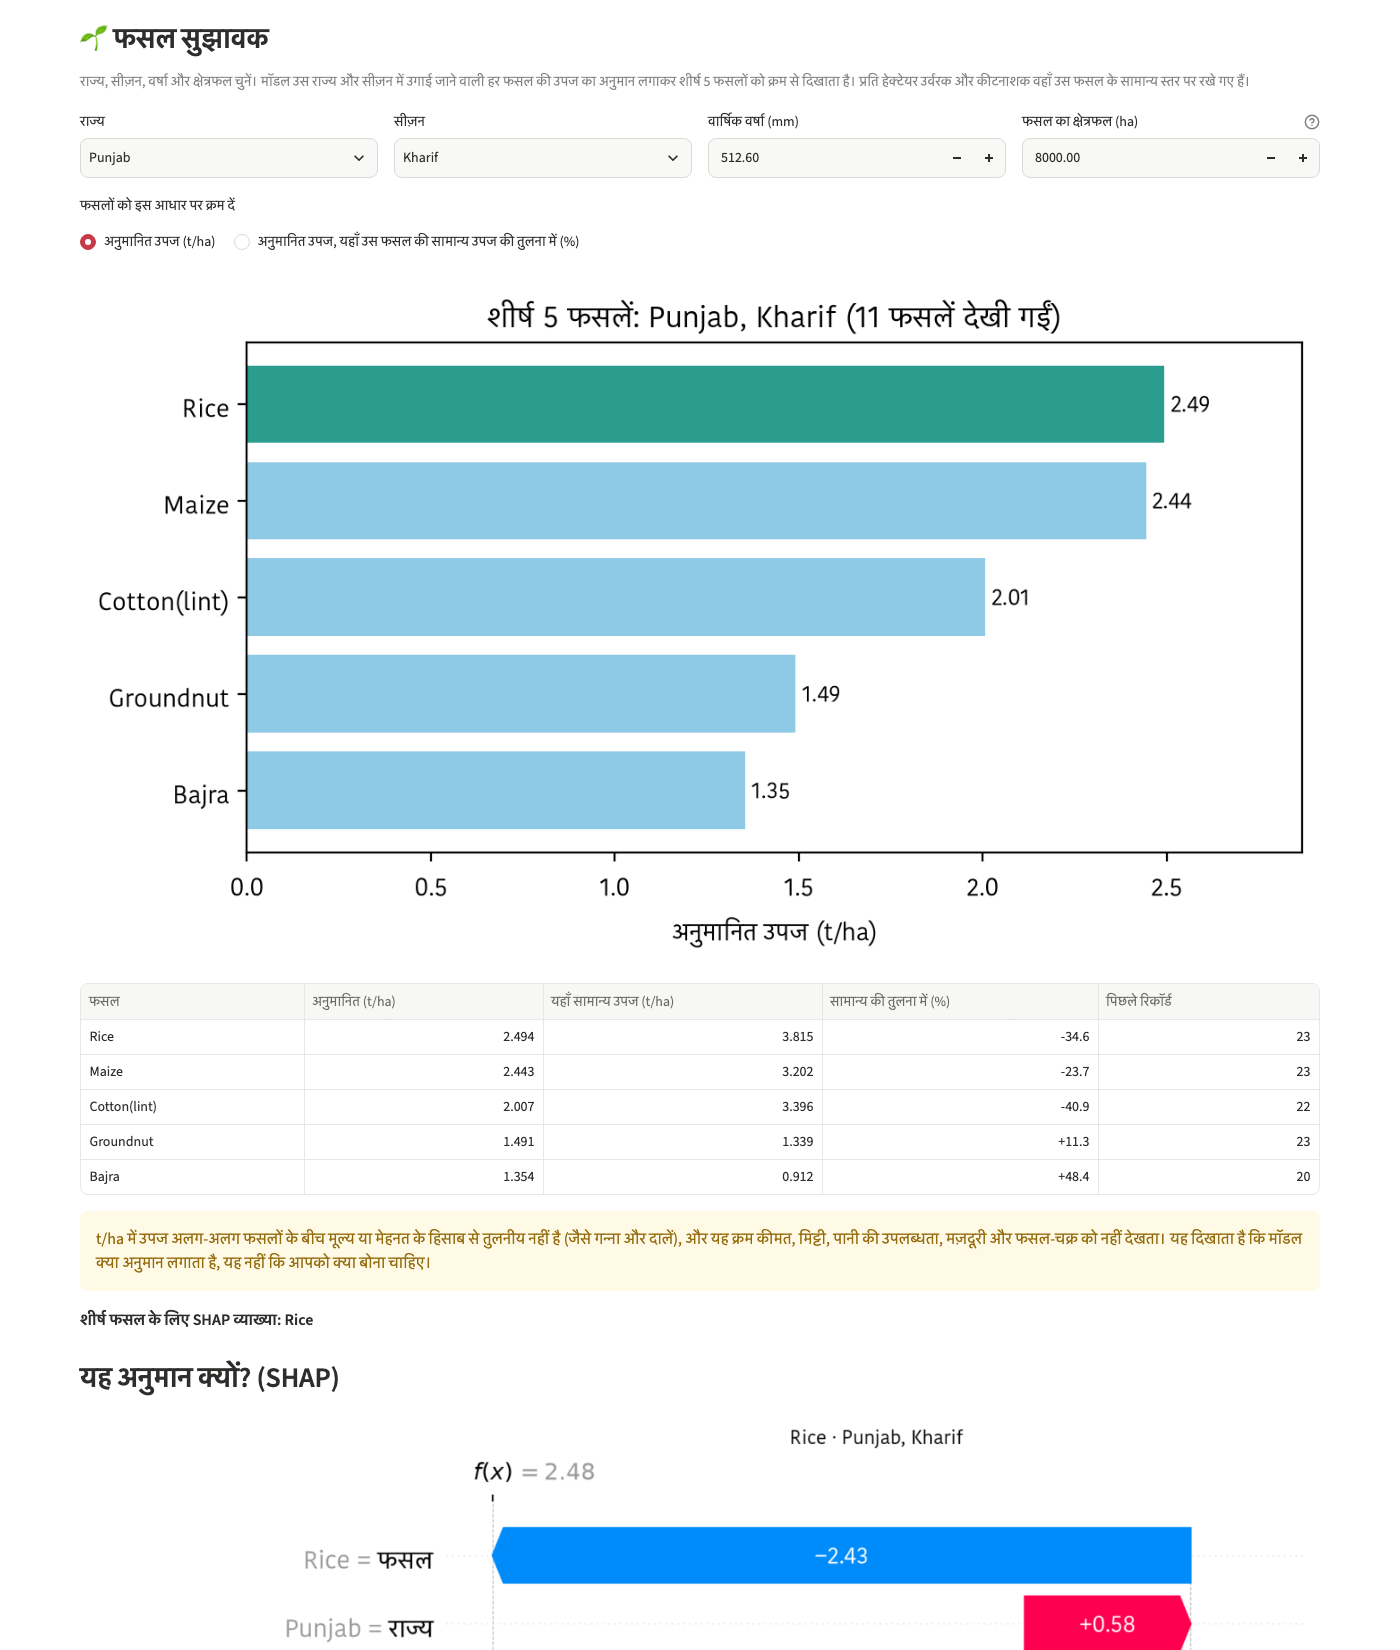 फसल सुझावक
राज्य, सीज़न, वर्षा और क्षेत्रफल चुनें। मॉडल उस राज्य और सीज़न में उगाई जाने वाली हर फसल की उपज का अनुमान लगाकर शीर्ष 5 फसलों को क्रम से दिखाता है। प्रति हेक्टेयर उर्वरक और कीटनाशक वहाँ उस फसल के सामान्य स्तर पर रखे गए हैं।
राज्य सीज़न वार्षिक वर्षा (mm) फसल का क्षेत्रफल (ha)
Punjab Kharif 512.60 8000.00
फसलों को इस आधार पर क्रम दें
अनुमानित उपज (t/ha) अनुमानित उपज, यहाँ उस फसल की सामान्य उपज की तुलना में (%)
शीर्ष 5 फसलें: Punjab, Kharif (11 फसलें देखी गईं)
Rice 2.49
Maize 2.44
Cotton(lint) 2.01
Groundnut 1.49
Bajra 1.35
0.0 0.5 1.0 1.5 2.0 2.5
अनुमानित उपज (t/ha)
फसल अनुमानित (t/ha) यहाँ सामान्य उपज (t/ha) सामान्य की तुलना में (%) पिछले रिकॉर्ड
Rice 2.494 3.815 -34.6 23
Maize 2.443 3.202 -23.7 23
Cotton(lint) 2.007 3.396 -40.9 22
Groundnut 1.491 1.339 +11.3 23
Bajra 1.354 0.912 +48.4 20
t/ha में उपज अलग-अलग फसलों के बीच मूल्य या मेहनत के हिसाब से तुलनीय नहीं है (जैसे गन्ना और दालें), और यह क्रम कीमत, मिट्टी, पानी की उपलब्धता, मज़दूरी और फसल-चक्र को नहीं देखता। यह दिखाता है कि मॉडल
क्या अनुमान लगाता है, यह नहीं कि आपको क्या बोना चाहिए।
शीर्ष फसल के लिए SHAP व्याख्या: Rice
यह अनुमान क्यों? (SHAP)
Rice · Punjab, Kharif
f(x) = 2.48
Rice = फसल −2.43
Punjab = राज्य +0.58